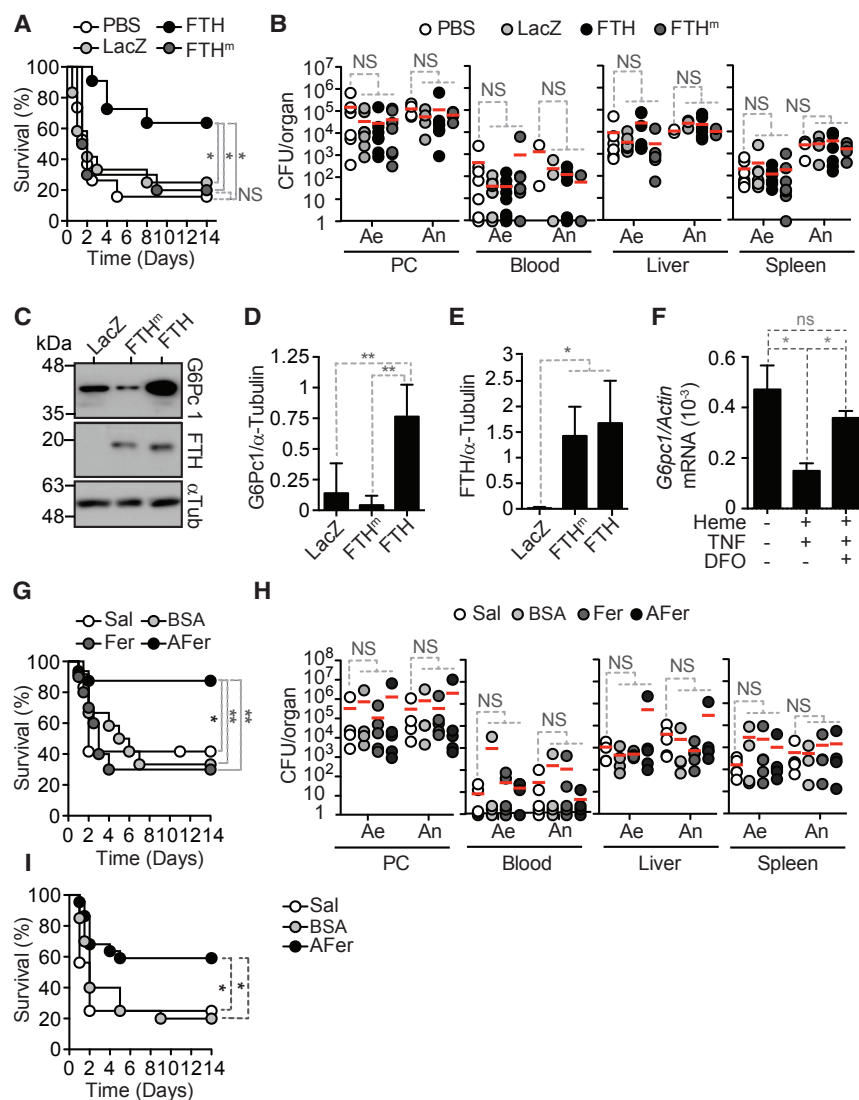 A
PBS FTH
LacZ FTHᵐ
Survival (%)
100
80
60
40
20
0
* * *
NS
0 2 4 6 8 10 12 14
Time (Days)
B
PBS LacZ FTH FTHᵐ
CFU/organ
10⁷
10⁶
10⁵
10⁴
10³
10²
10
1
NS NS NS NS NS NS NS NS
Ae An Ae An Ae An Ae An
PC Blood Liver Spleen
C
kDa LacZ FTHᵐ FTH
48
35
G6Pc 1
20
FTH
63
48
αTub
D
G6Pc1/α-Tubulin
1.25
1
0.75
0.5
0.25
0
**
**
LacZ FTHᵐ FTH
E
FTH/α-Tubulin
3
2.5
2
1.5
1
0.5
0
*
LacZ FTHᵐ FTH
F
G6pc1/Actin
mRNA (10⁻³)
0.6
0.4
0.2
0
ns
* *
Heme - + +
TNF - + +
DFO - - +
G
Sal BSA
Fer AFer
Survival (%)
100
80
60
40
20
0
* ** **
0 2 4 6 8 10 12 14
Time (Days)
H
Sal BSA Fer AFer
CFU/organ
10⁸
10⁷
10⁶
10⁵
10⁴
10³
10²
10
1
NS NS NS NS NS NS NS NS
Ae An Ae An Ae An Ae An
PC Blood Liver Spleen
I
Sal
BSA
AFer
Survival (%)
100
80
60
40
20
0
* *
0 2 4 6 8 10 12 14
Time (Days)